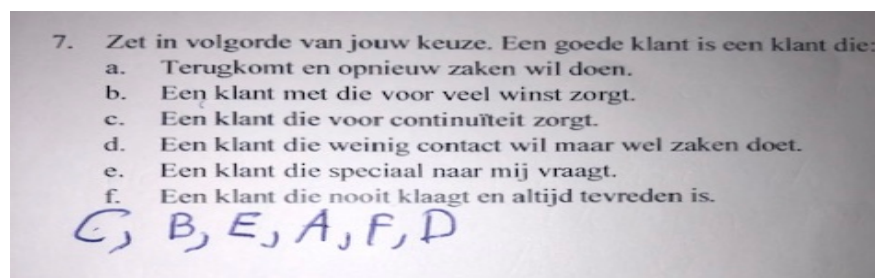 7. Zet in volgorde van jouw keuze. Een goede klant is een klant die:
a. Terugkomt en opnieuw zaken wil doen.
b. Een klant met die voor veel winst zorgt.
c. Een klant die voor continuïteit zorgt.
d. Een klant die weinig contact wil maar wel zaken doet.
e. Een klant die speciaal naar mij vraagt.
f. Een klant die nooit klaagt en altijd tevreden is.
C, B, E, A, F, D